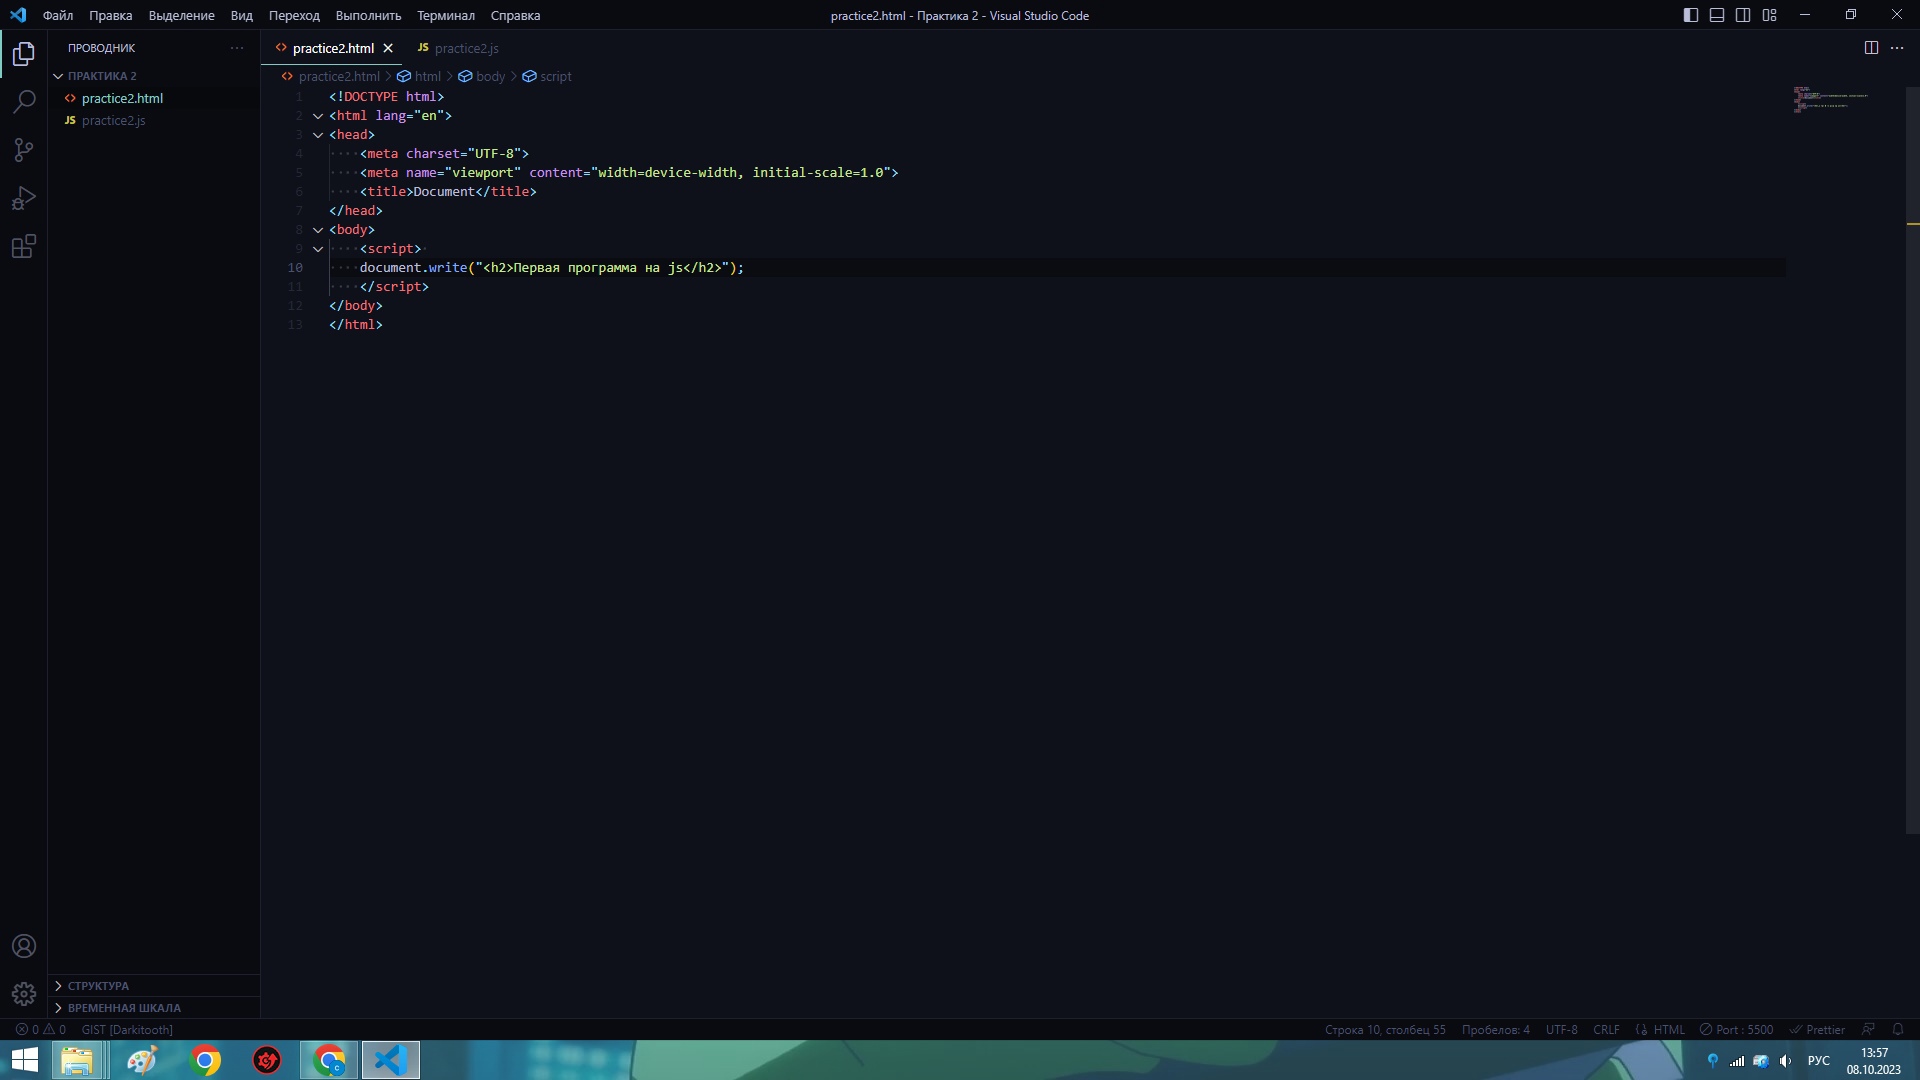 Файл Правка Выделение Вид Переход Выполнить Терминал Справка
practice2.html - Практика 2 - Visual Studio Code
ПРОВОДНИК
ПРАКТИКА 2
practice2.html
JS practice2.js
practice2.html
JS practice2.js
practice2.html > html > body > script
1 <!DOCTYPE html>
2 <html lang="en">
3 <head>
4 <meta charset="UTF-8">
5 <meta name="viewport" content="width=device-width, initial-scale=1.0">
6 <title>Document</title>
7 </head>
8 <body>
9 <script>
10 document.write("<h2>Первая программа на js</h2>");
11 </script>
12 </body>
13 </html>
СТРУКТУРА
ВРЕМЕННАЯ ШКАЛА
0 0 GIST [Darkitooth]
Строка 10, столбец 55 Пробелов: 4 UTF-8 CRLF HTML Port : 5500 Prettier
РУС
13:57
08.10.2023